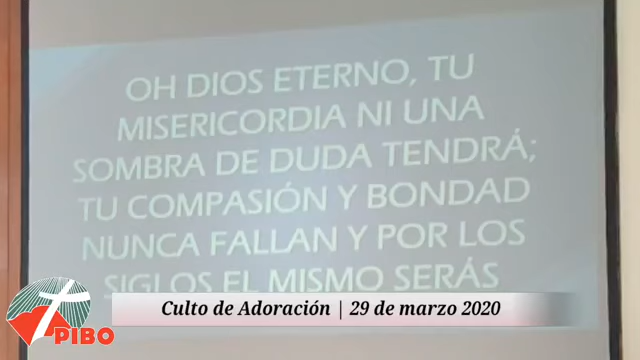 OH DIOS ETERNO, TU
MISERICORDIA NI UNA
SOMBRA DE DUDA TENDRÁ;
TU COMPASIÓN Y BONDAD
NUNCA FALLAN Y POR LOS
SIGLOS EL MISMO SERÁS
Culto de Adoración | 29 de marzo 2020
PIBO